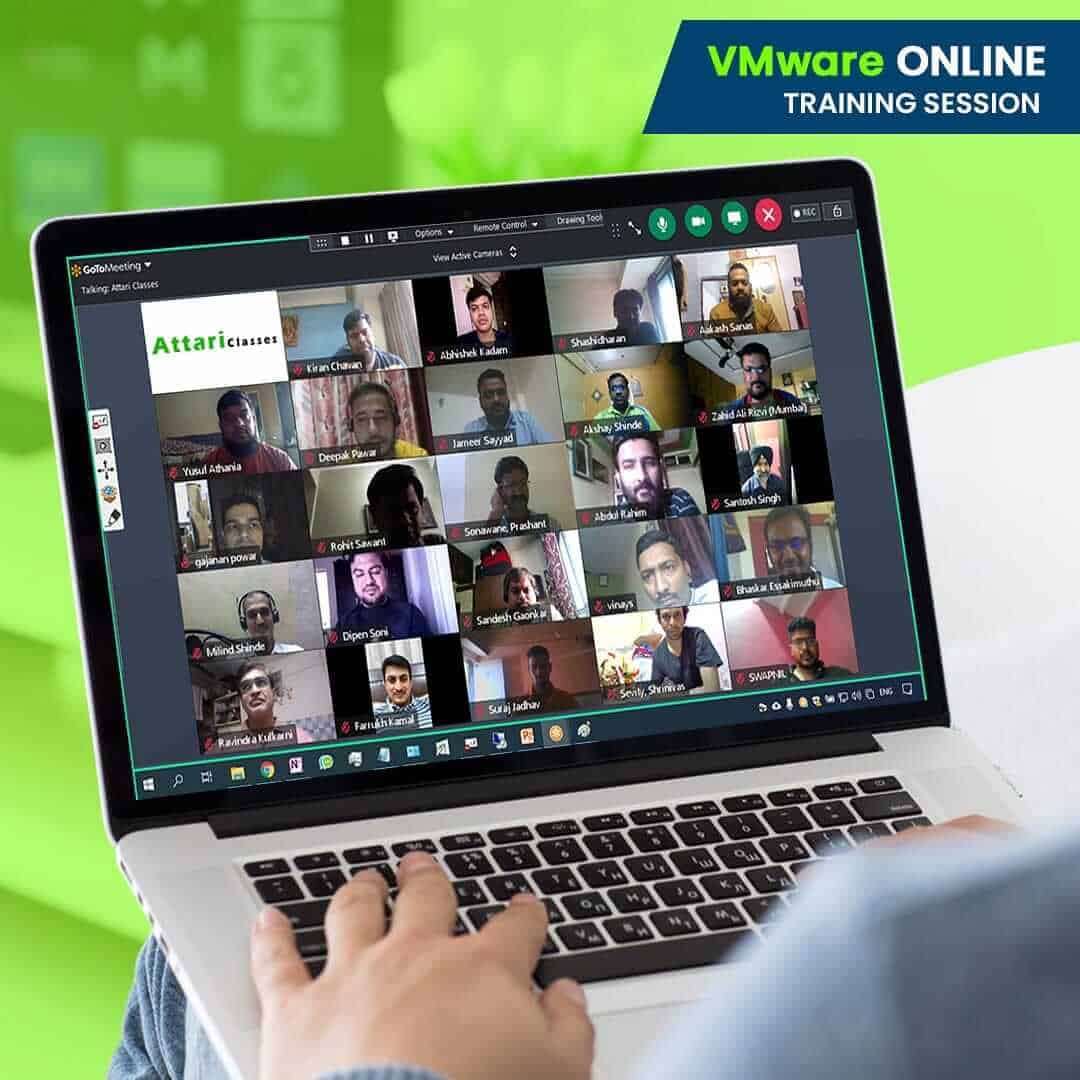 VMware ONLINE
TRAINING SESSION
Options
Remote Control
Drawing Tools
REC
GoToMeeting
View Active Cameras
Talking: Attari Classes
Attari Classes
Kiran Chavan
Abhishek Kadam
Shashidharan
Aakash Sanas
Yusuf Athania
Deepak Pawar
Jameer Sayyad
Akshay Shinde
Zahid Ali Rizvi (Mumbai)
gajanan powar
Rohit Sawant
Sonawane, Prashant
Abdul Rahim
Santosh Singh
Milind Shinde
Dipen Soni
Sandesh Gaonkar
vinays
Bhaskar Essakimuthu
Ravindra Kulkarni
Farrukh Kamal
Suraj Jadhav
Sevity, Shrinivas
SWAPNIL
ENG